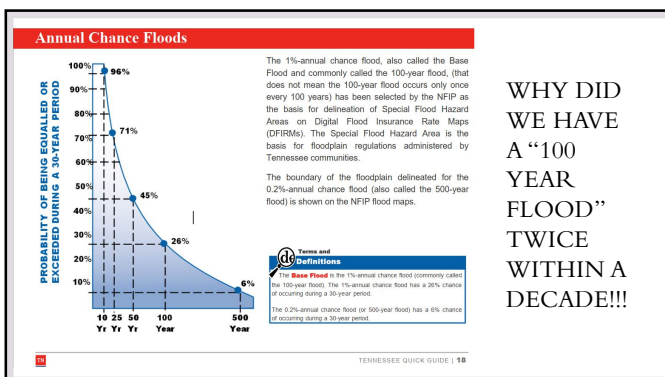 Annual Chance Floods
PROBABILITY OF BEING EQUALLED OR
EXCEEDED DURING A 30-YEAR PERIOD
100%
90%
80%
70%
60%
50%
40%
30%
20%
10%
96%
71%
45%
26%
6%
10 25 50 100 500
Yr Yr Yr Year Year
The 1%-annual chance flood, also called the Base
Flood and commonly called the 100-year flood, (that
does not mean the 100-year flood occurs only once
every 100 years) has been selected by the NFIP as
the basis for delineation of Special Flood Hazard
Areas on Digital Flood Insurance Rate Maps
(DFIRMs). The Special Flood Hazard Area is the
basis for floodplain regulations administered by
Tennessee communities.
The boundary of the floodplain delineated for the
0.2%-annual chance flood (also called the 500-year
flood) is shown on the NFIP flood maps.
de Terms and
Definitions
The Base Flood is the 1%-annual chance flood (commonly called
the 100-year flood). The 1%-annual chance flood has a 26% chance
of occurring during a 30-year period.
The 0.2%-annual chance flood (or 500-year flood) has a 6% chance
of occurring during a 30-year period.
TN
TENNESSEE QUICK GUIDE | 18
WHY DID
WE HAVE
A “100
YEAR
FLOOD”
TWICE
WITHIN A
DECADE!!!